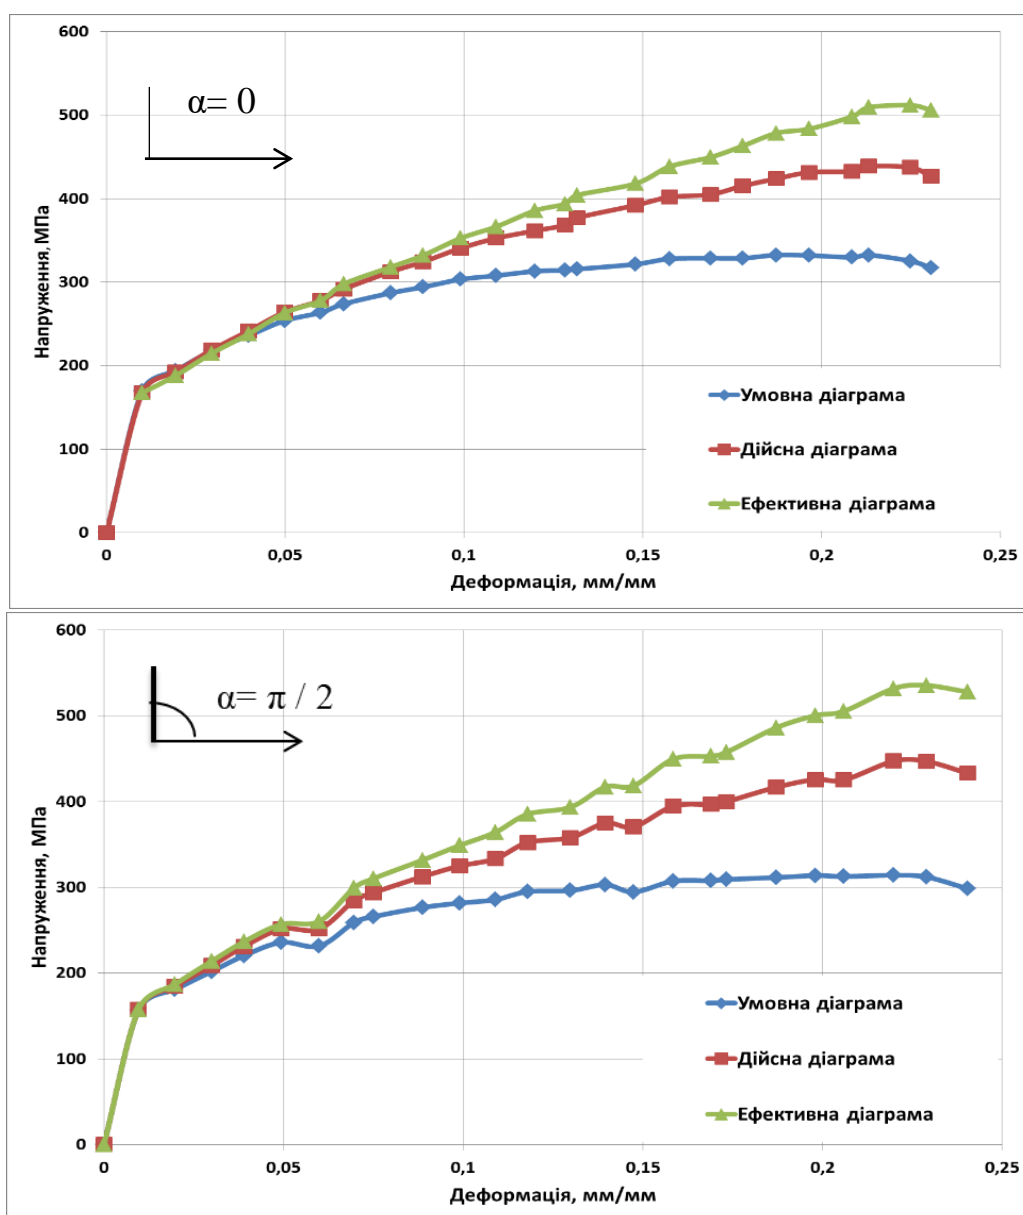 600
500
400
300
200
100
0
Напруження, МПа
α= 0
Умовна діаграма
Дійсна діаграма
Ефективна діаграма
0 0,05 0,1 0,15 0,2 0,25
Деформація, мм/мм
600
500
400
300
200
100
0
Напруження, МПа
α= π / 2
Умовна діаграма
Дійсна діаграма
Ефективна діаграма
0 0,05 0,1 0,15 0,2 0,25
Деформація, мм/мм